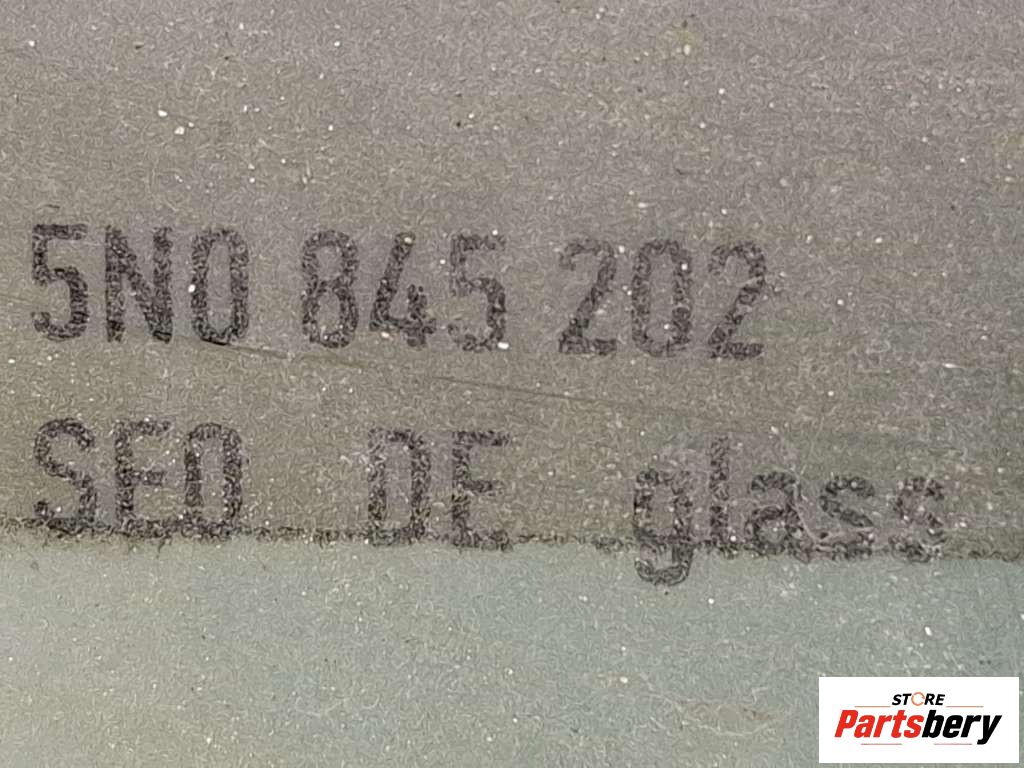 5N0 845 202
SEO DE glass
STORE
Partsbery